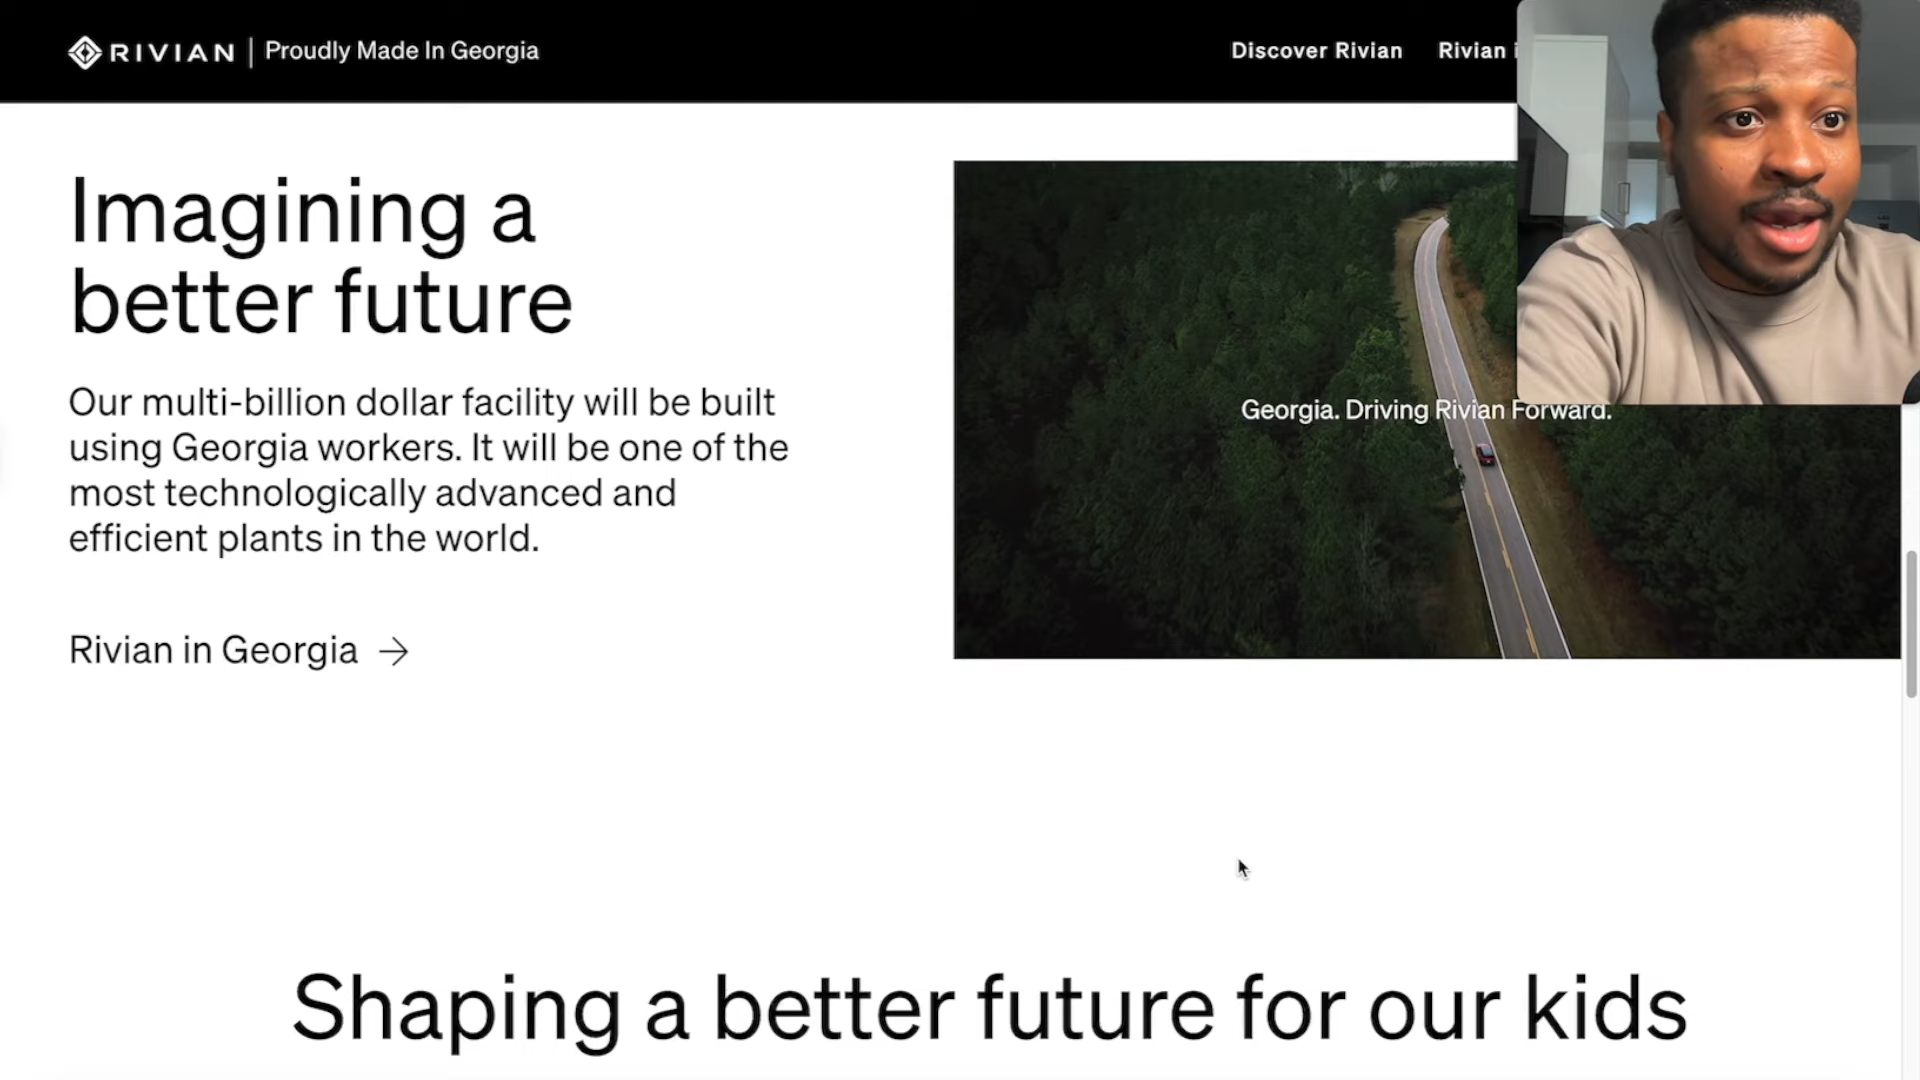 RIVIAN | Proudly Made In Georgia
Discover Rivian
Rivian
Imagining a
better future
Our multi-billion dollar facility will be built
using Georgia workers. It will be one of the
most technologically advanced and
efficient plants in the world.
Rivian in Georgia →
Georgia. Driving Rivian Forward.
Shaping a better future for our kids